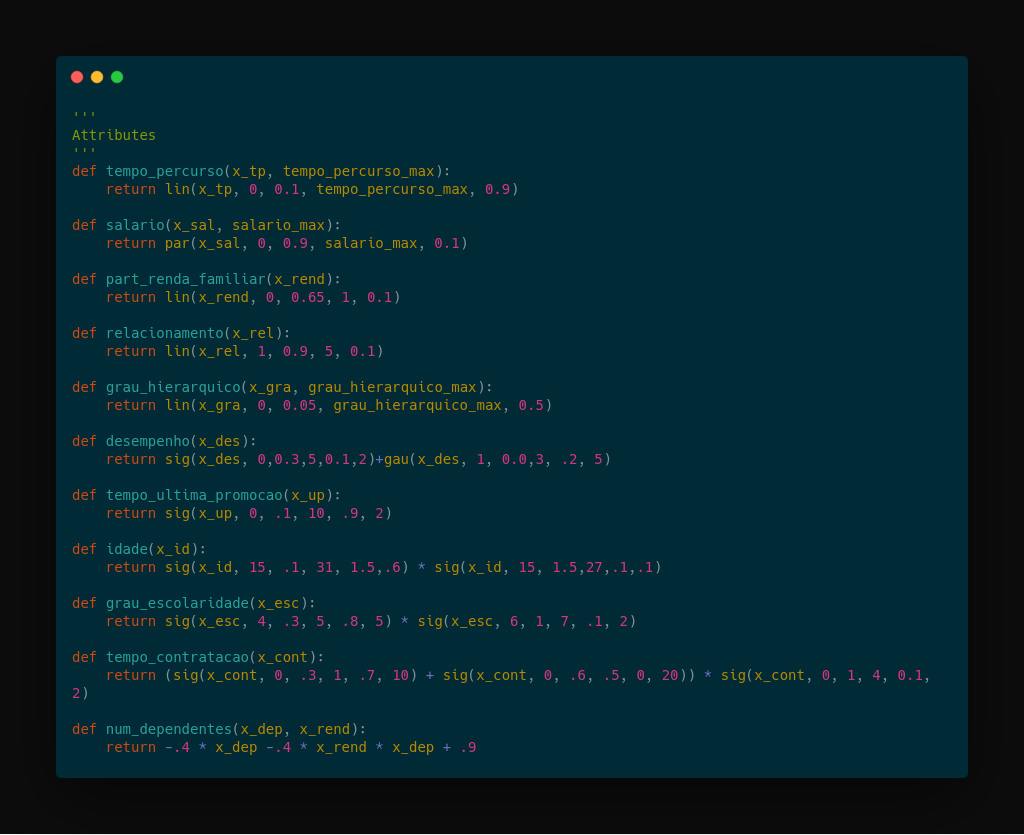 '''
Attributes
'''
def tempo_percurso(x_tp, tempo_percurso_max):
    return lin(x_tp, 0, 0.1, tempo_percurso_max, 0.9)

def salario(x_sal, salario_max):
    return par(x_sal, 0, 0.9, salario_max, 0.1)

def part_renda_familiar(x_rend):
    return lin(x_rend, 0, 0.65, 1, 0.1)

def relacionamento(x_rel):
    return lin(x_rel, 1, 0.9, 5, 0.1)

def grau_hierarquico(x_gra, grau_hierarquico_max):
    return lin(x_gra, 0, 0.05, grau_hierarquico_max, 0.5)

def desempenho(x_des):
    return sig(x_des, 0,0.3,5,0.1,2)+gau(x_des, 1, 0.0,3, .2, 5)

def tempo_ultima_promocao(x_up):
    return sig(x_up, 0, .1, 10, .9, 2)

def idade(x_id):
    return sig(x_id, 15, .1, 31, 1.5,.6) * sig(x_id, 15, 1.5,27,.1,.1)

def grau_escolaridade(x_esc):
    return sig(x_esc, 4, .3, 5, .8, 5) * sig(x_esc, 6, 1, 7, .1, 2)

def tempo_contratacao(x_cont):
    return (sig(x_cont, 0, .3, 1, .7, 10) + sig(x_cont, 0, .6, .5, 0, 20)) * sig(x_cont, 0, 1, 4, 0.1,
2)

def num_dependentes(x_dep, x_rend):
    return -.4 * x_dep -.4 * x_rend * x_dep + .9